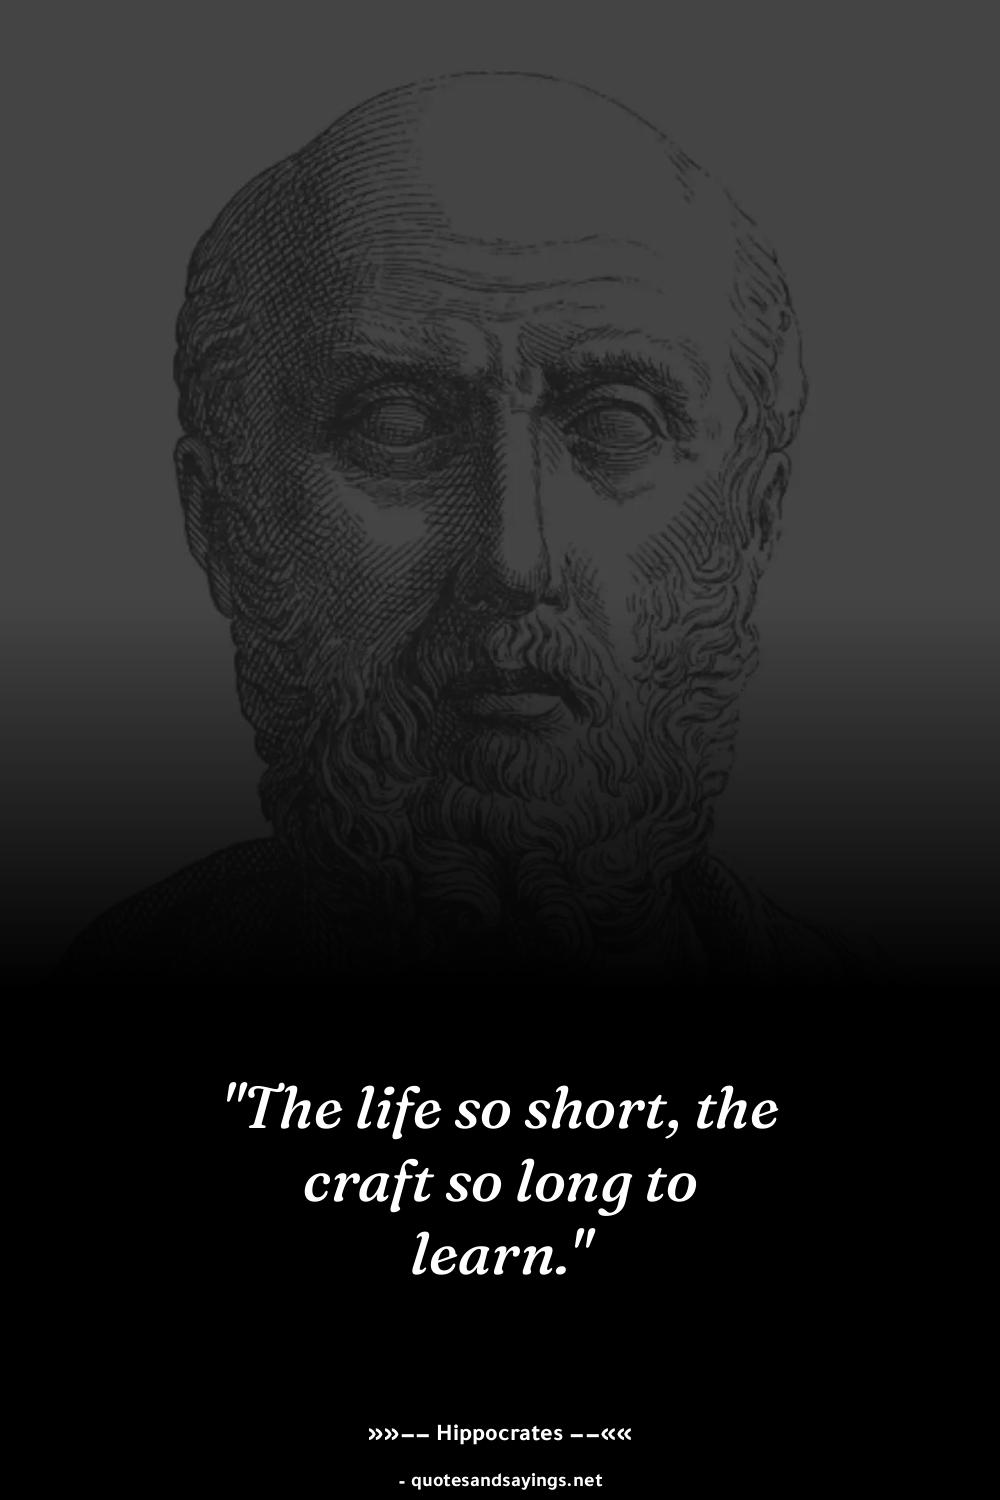 "The life so short, the
craft so long to
learn."
»»−− Hippocrates −−««
- quotesandsayings.net